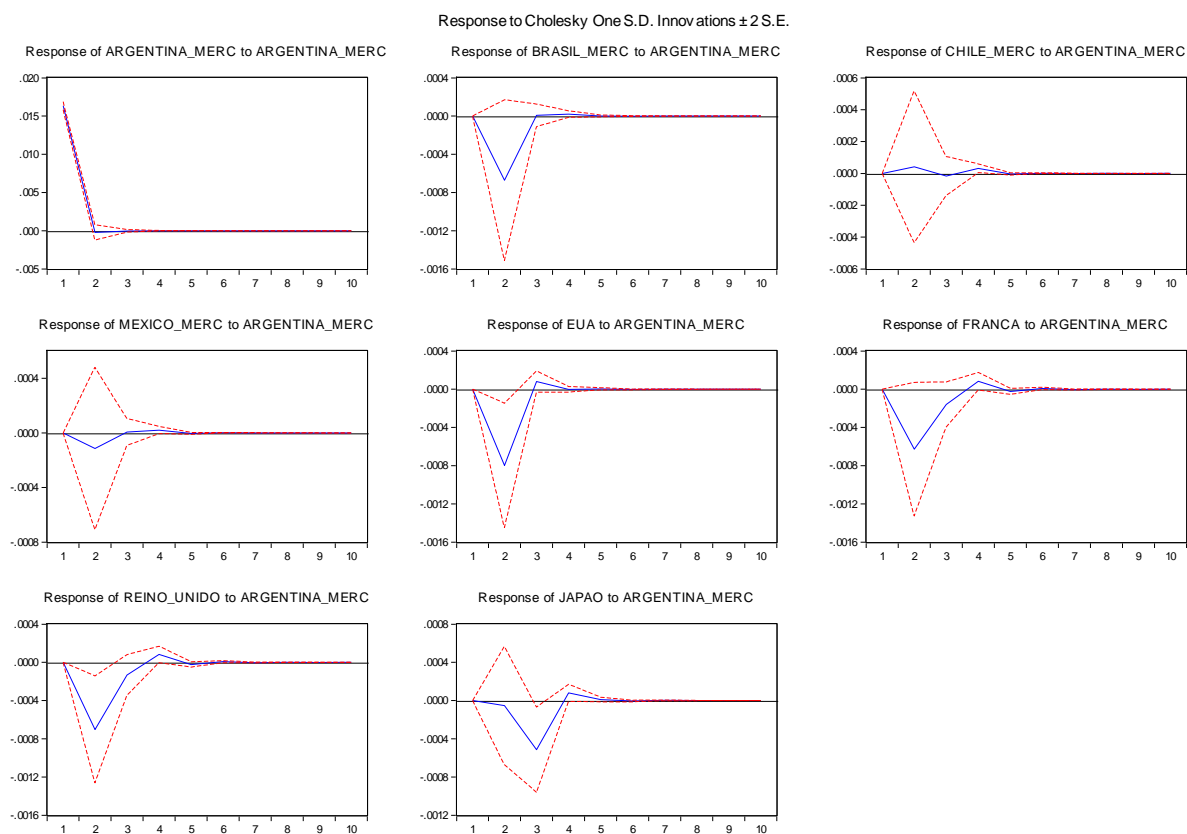 Response to Cholesky One S.D. Innovations ± 2 S.E.
Response of ARGENTINA_MERC to ARGENTINA_MERC
.020
.015
.010
.005
.000
-.005
1 2 3 4 5 6 7 8 9 10
Response of BRASIL_MERC to ARGENTINA_MERC
.0004
.0000
-.0004
-.0008
-.0012
-.0016
1 2 3 4 5 6 7 8 9 10
Response of CHILE_MERC to ARGENTINA_MERC
.0006
.0004
.0002
.0000
-.0002
-.0004
-.0006
1 2 3 4 5 6 7 8 9 10
Response of MEXICO_MERC to ARGENTINA_MERC
.0004
.0000
-.0004
-.0008
1 2 3 4 5 6 7 8 9 10
Response of EUA to ARGENTINA_MERC
.0004
.0000
-.0004
-.0008
-.0012
-.0016
1 2 3 4 5 6 7 8 9 10
Response of FRANCA to ARGENTINA_MERC
.0004
.0000
-.0004
-.0008
-.0012
-.0016
1 2 3 4 5 6 7 8 9 10
Response of REINO_UNIDO to ARGENTINA_MERC
.0004
.0000
-.0004
-.0008
-.0012
-.0016
1 2 3 4 5 6 7 8 9 10
Response of JAPAO to ARGENTINA_MERC
.0008
.0004
.0000
-.0004
-.0008
-.0012
1 2 3 4 5 6 7 8 9 10